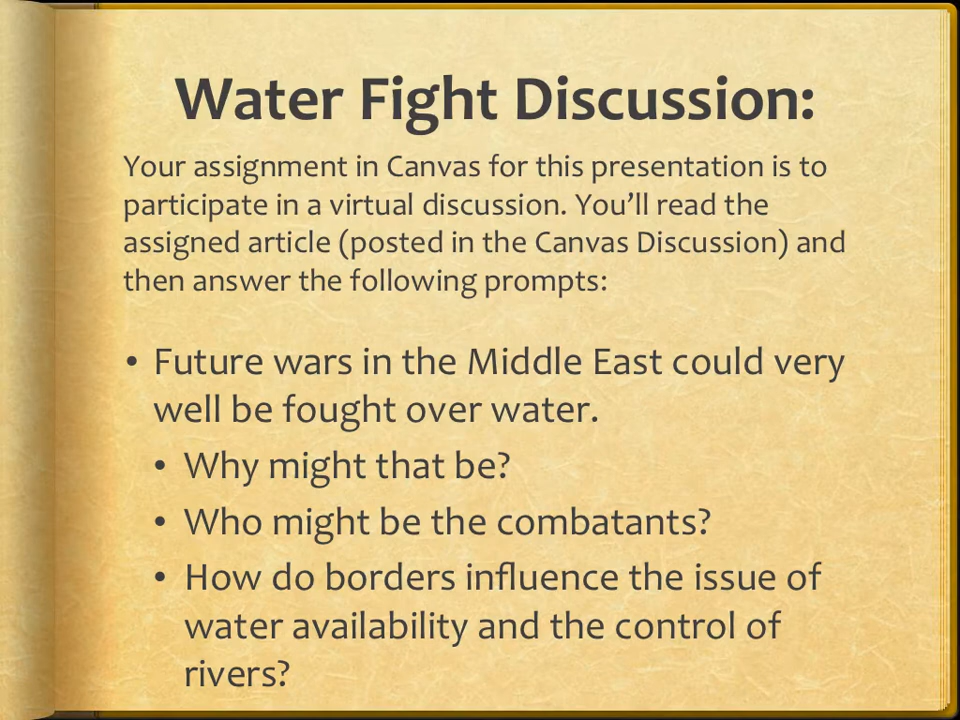 Water Fight Discussion:
Your assignment in Canvas for this presentation is to
participate in a virtual discussion. You’ll read the
assigned article (posted in the Canvas Discussion) and
then answer the following prompts:
• Future wars in the Middle East could very
well be fought over water.
• Why might that be?
• Who might be the combatants?
• How do borders influence the issue of
water availability and the control of
rivers?